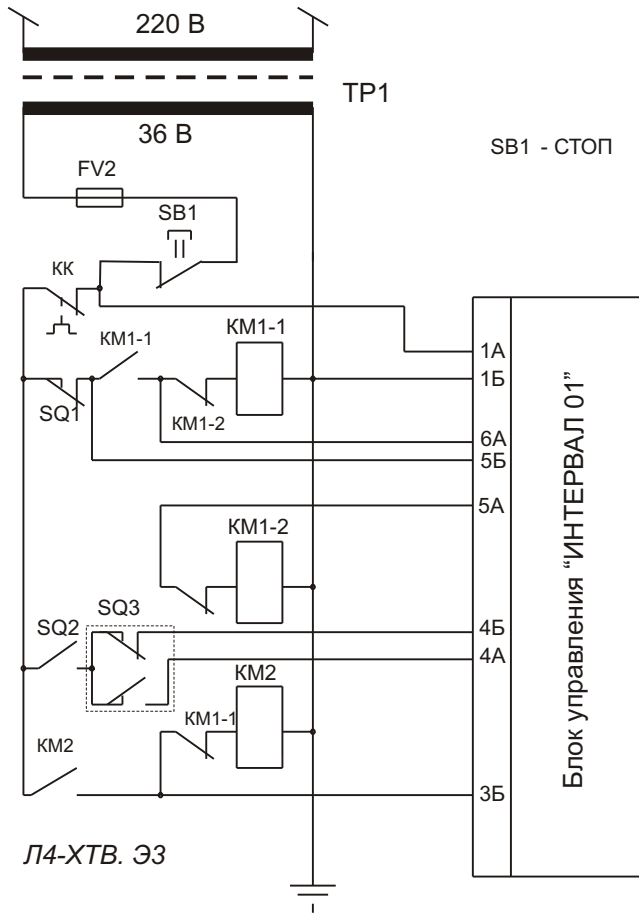 220 В
ТР1
36 В
SB1 - СТОП
FV2
SB1
КК
КМ1-1
КМ1-1
1А
1Б
SQ1
КМ1-2
6А
5Б
5А
КМ1-2
SQ3
SQ2
4Б
4А
КМ2
КМ1-1
КМ2
3Б
Блок управления “ИНТЕРВАЛ 01”
Л4-ХТВ. ЭЗ